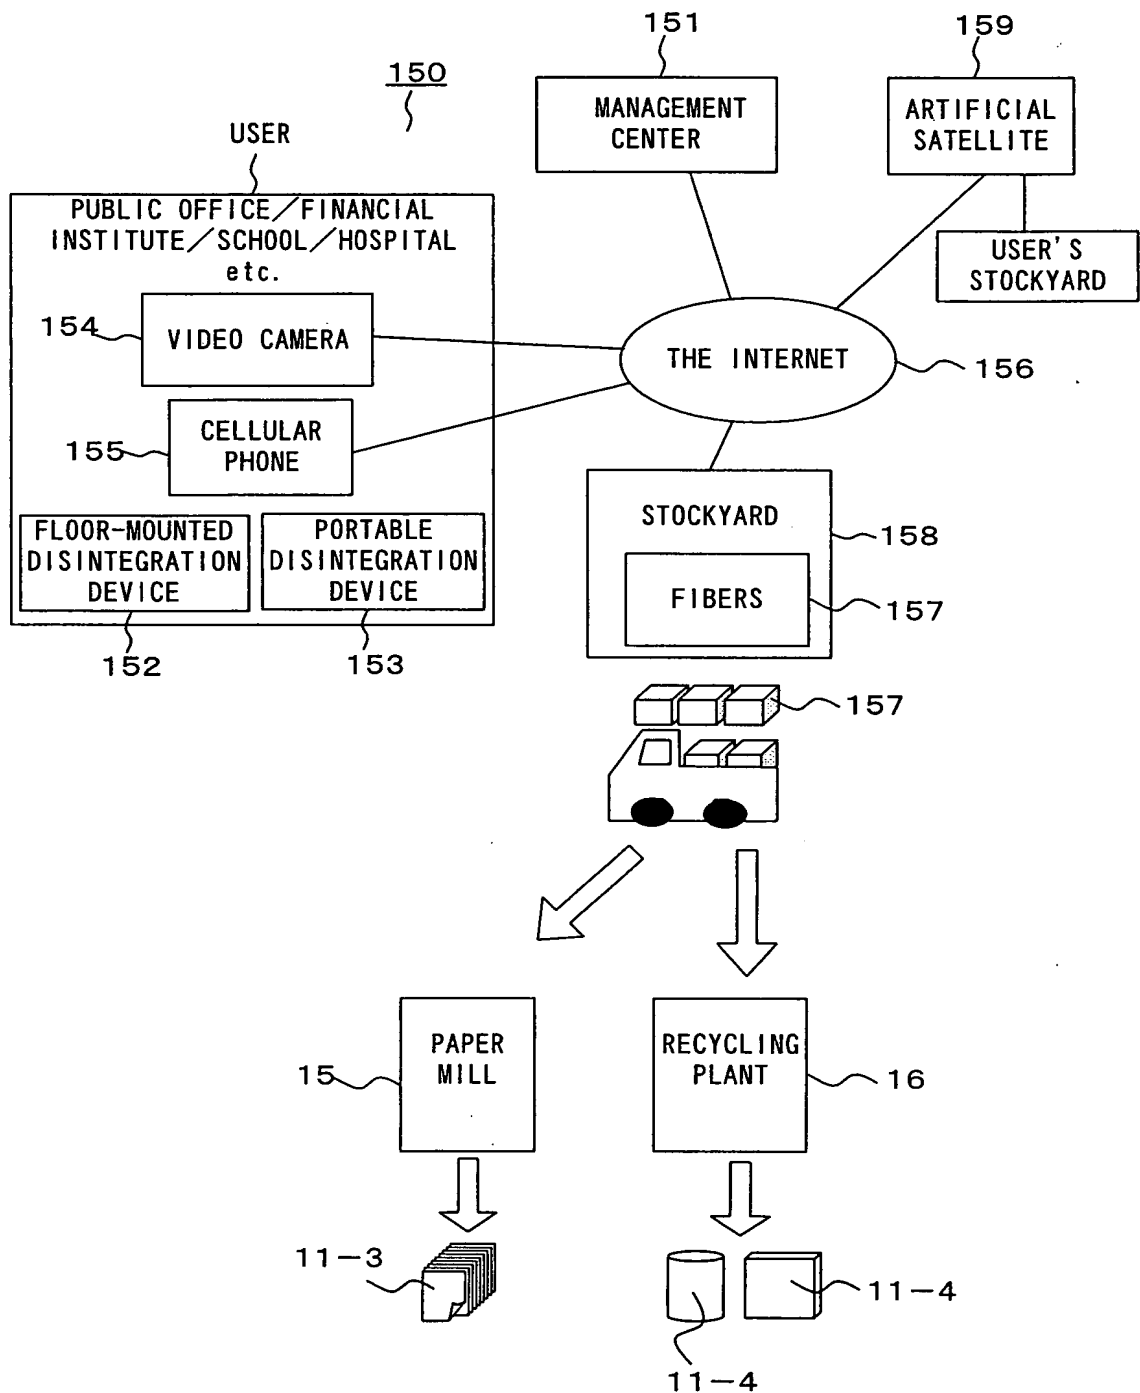 151
159
150
MANAGEMENT
CENTER
ARTIFICIAL
SATELLITE
USER
PUBLIC OFFICE/FINANCIAL
INSTITUTE/SCHOOL/HOSPITAL
etc.
USER'S
STOCKYARD
154
VIDEO CAMERA
THE INTERNET
156
155
CELLULAR
PHONE
STOCKYARD
158
FLOOR-MOUNTED
DISINTEGRATION
DEVICE
PORTABLE
DISINTEGRATION
DEVICE
FIBERS
157
152
153
157
PAPER
MILL
15
RECYCLING
PLANT
16
11-3
11-4
11-4